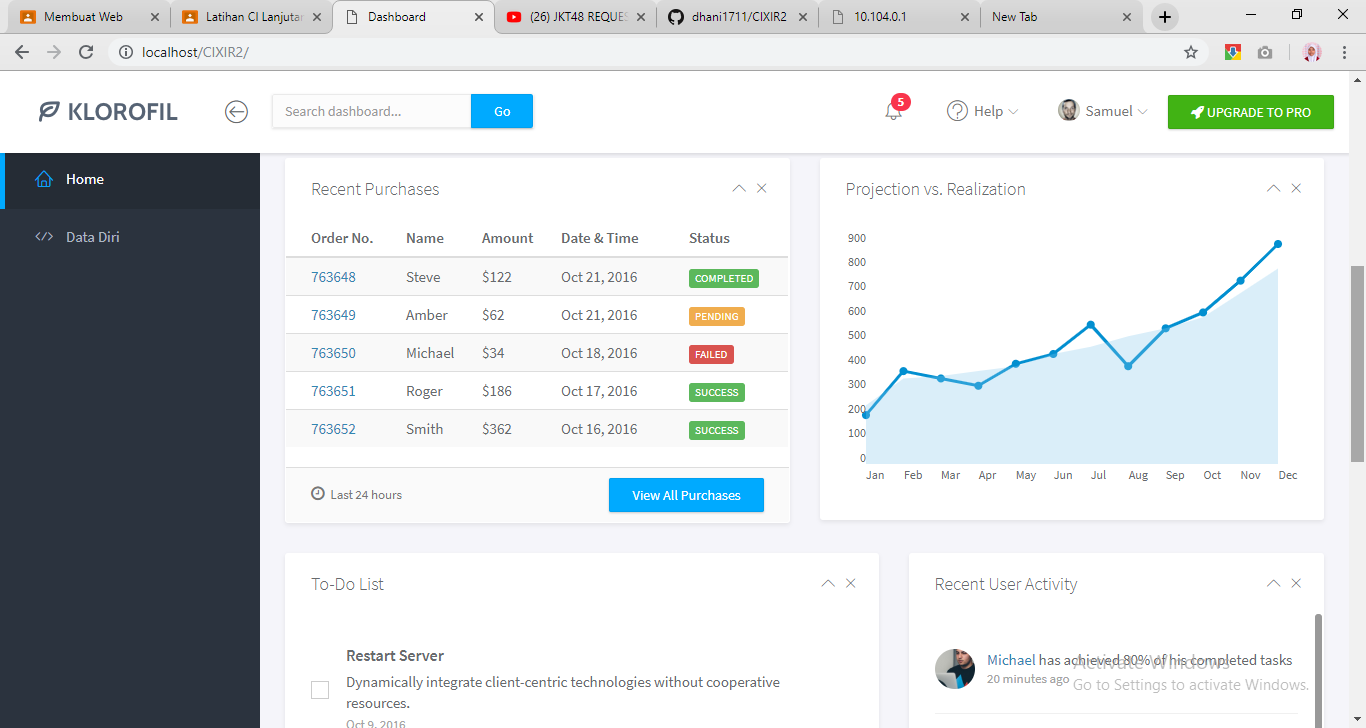 Membuat Web
Latihan CI Lanjutan
Dashboard
(26) JKT48 REQUES
dhani1711/CIXIR2
10.104.0.1
New Tab
localhost/CIXIR2/
KLOROFIL
Search dashboard...
Go
5
Help
Samuel
UPGRADE TO PRO
Home
Data Diri
Recent Purchases
Order No. Name Amount Date & Time Status
763648 Steve $122 Oct 21, 2016 COMPLETED
763649 Amber $62 Oct 21, 2016 PENDING
763650 Michael $34 Oct 18, 2016 FAILED
763651 Roger $186 Oct 17, 2016 SUCCESS
763652 Smith $362 Oct 16, 2016 SUCCESS
Last 24 hours
View All Purchases
Projection vs. Realization
900
800
700
600
500
400
300
200
100
0
Jan Feb Mar Apr May Jun Jul Aug Sep Oct Nov Dec
To-Do List
Restart Server
Dynamically integrate client-centric technologies without cooperative
resources.
Oct 9, 2016
Recent User Activity
Michael has achieved 80% of his completed tasks
20 minutes ago
Activate Windows
Go to Settings to activate Windows.